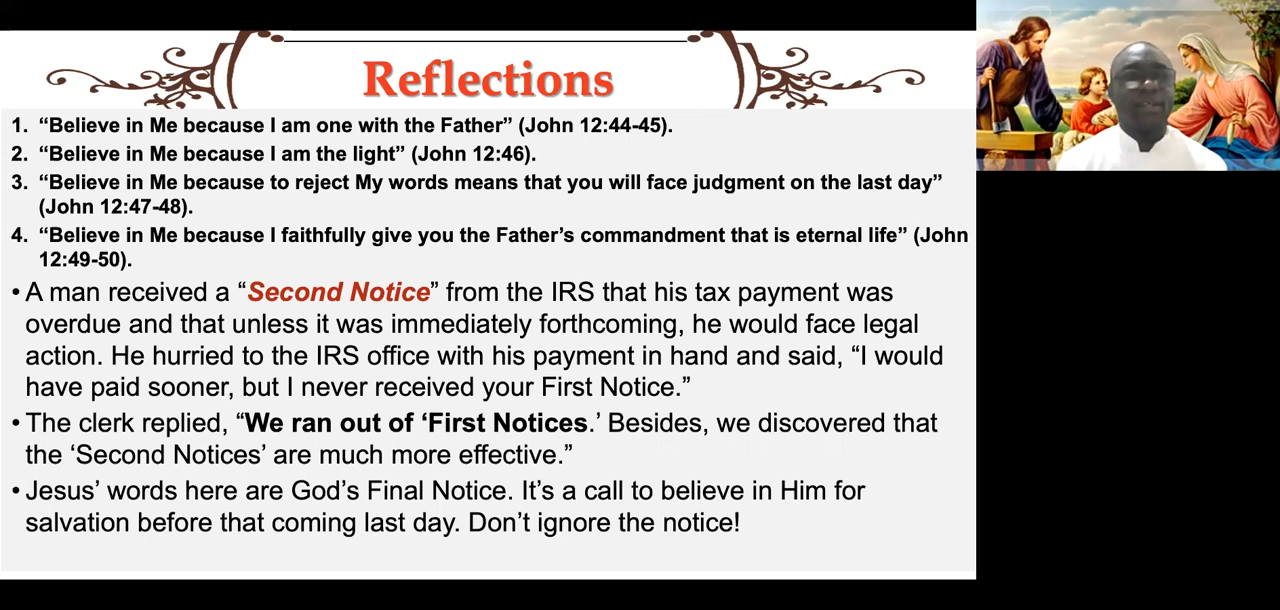 Reflections
1. “Believe in Me because I am one with the Father” (John 12:44-45).
2. “Believe in Me because I am the light” (John 12:46).
3. “Believe in Me because to reject My words means that you will face judgment on the last day”
(John 12:47-48).
4. “Believe in Me because I faithfully give you the Father’s commandment that is eternal life” (John
12:49-50).
• A man received a “Second Notice” from the IRS that his tax payment was
overdue and that unless it was immediately forthcoming, he would face legal
action. He hurried to the IRS office with his payment in hand and said, “I would
have paid sooner, but I never received your First Notice.”
• The clerk replied, “We ran out of ‘First Notices.’ Besides, we discovered that
the ‘Second Notices’ are much more effective.”
• Jesus’ words here are God’s Final Notice. It’s a call to believe in Him for
salvation before that coming last day. Don’t ignore the notice!